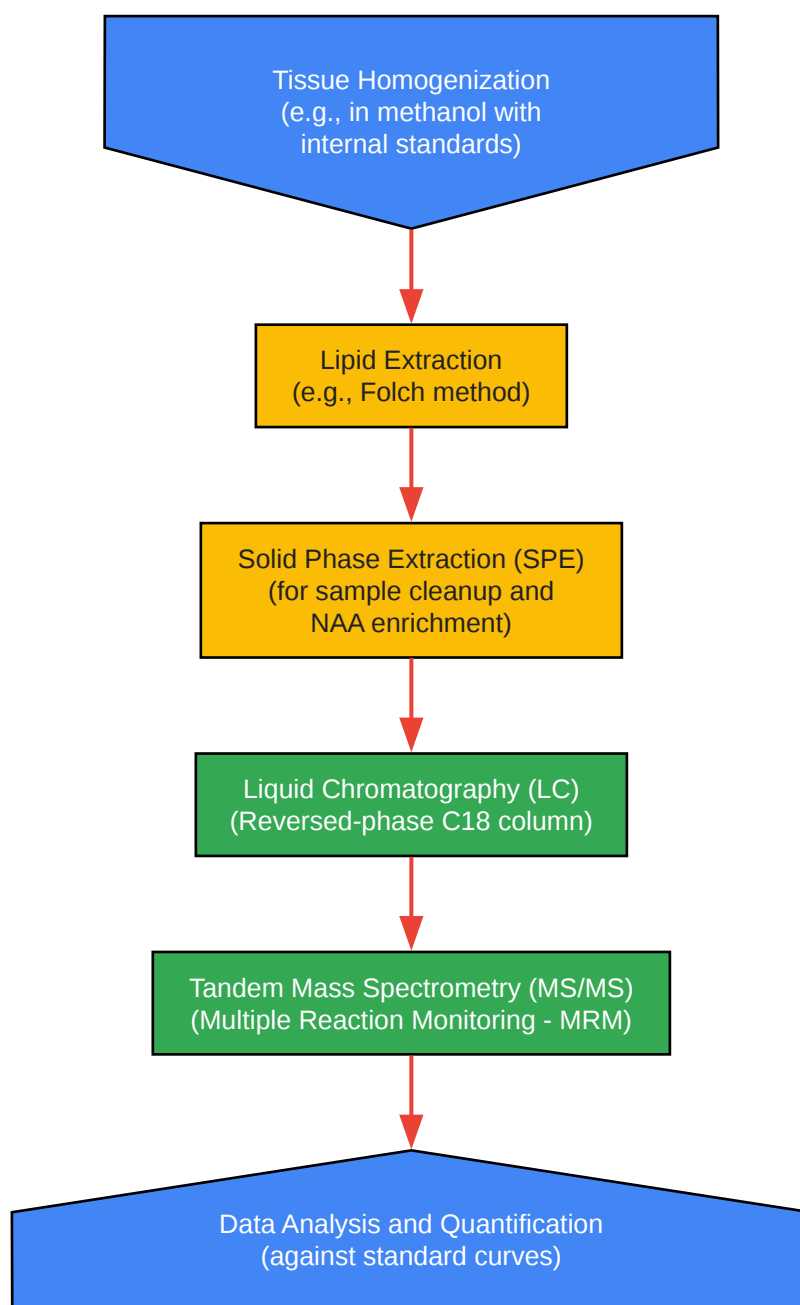 Tissue Homogenization
(e.g., in methanol with
internal standards)
Lipid Extraction
(e.g., Folch method)
Solid Phase Extraction (SPE)
(for sample cleanup and
NAA enrichment)
Liquid Chromatography (LC)
(Reversed-phase C18 column)
Tandem Mass Spectrometry (MS/MS)
(Multiple Reaction Monitoring - MRM)
Data Analysis and Quantification
(against standard curves)